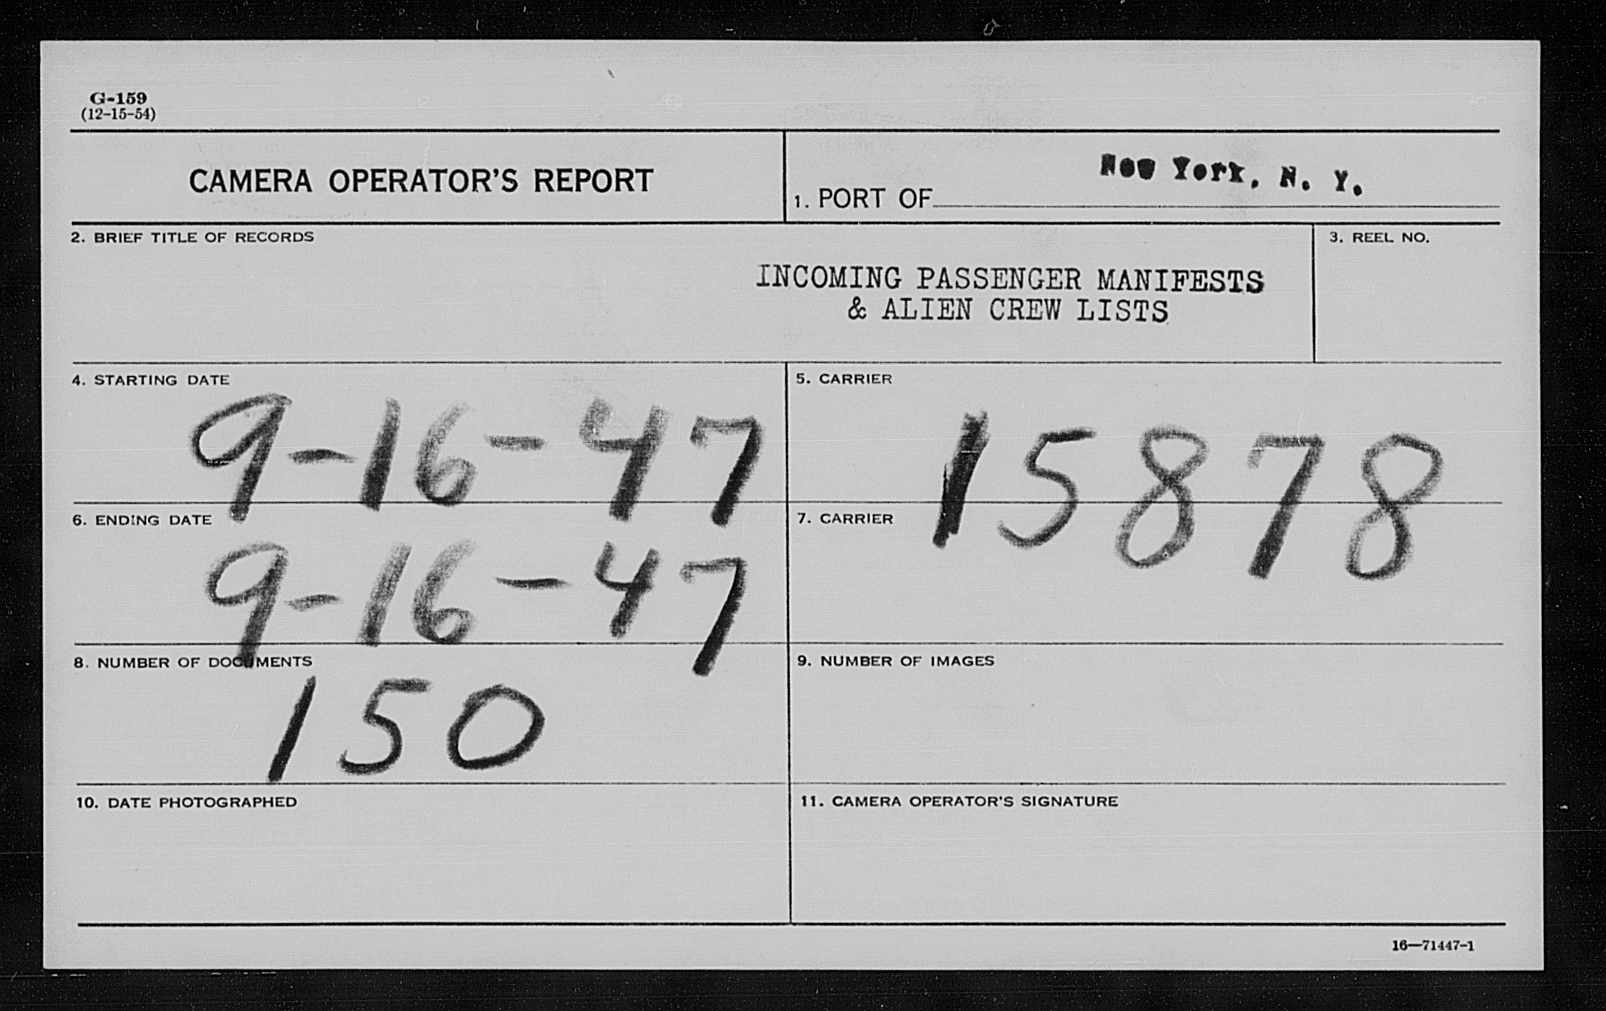 G-159
(12-15-54)
CAMERA OPERATOR'S REPORT
1. PORT OF New York, N. Y.
2. BRIEF TITLE OF RECORDS
INCOMING PASSENGER MANIFESTS
& ALIEN CREW LISTS
3. REEL NO.
4. STARTING DATE
9-16-47
5. CARRIER
15878
6. ENDING DATE
9-16-47
7. CARRIER
8. NUMBER OF DOCUMENTS
150
9. NUMBER OF IMAGES
10. DATE PHOTOGRAPHED
11. CAMERA OPERATOR'S SIGNATURE
16—71447-1